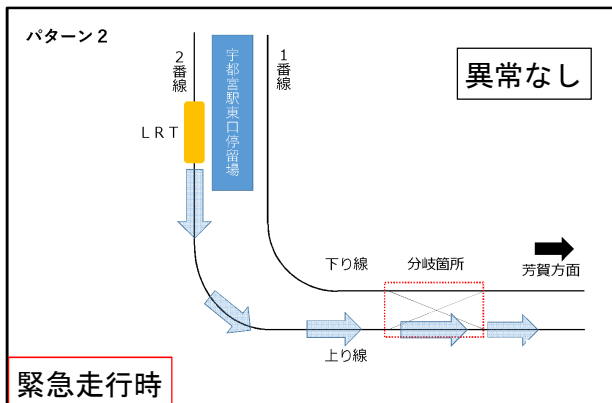 パターン２
異常なし
２番線
宇都宮駅東口停留場
１番線
ＬＲＴ
下り線
分岐箇所
芳賀方面
上り線
緊急走行時